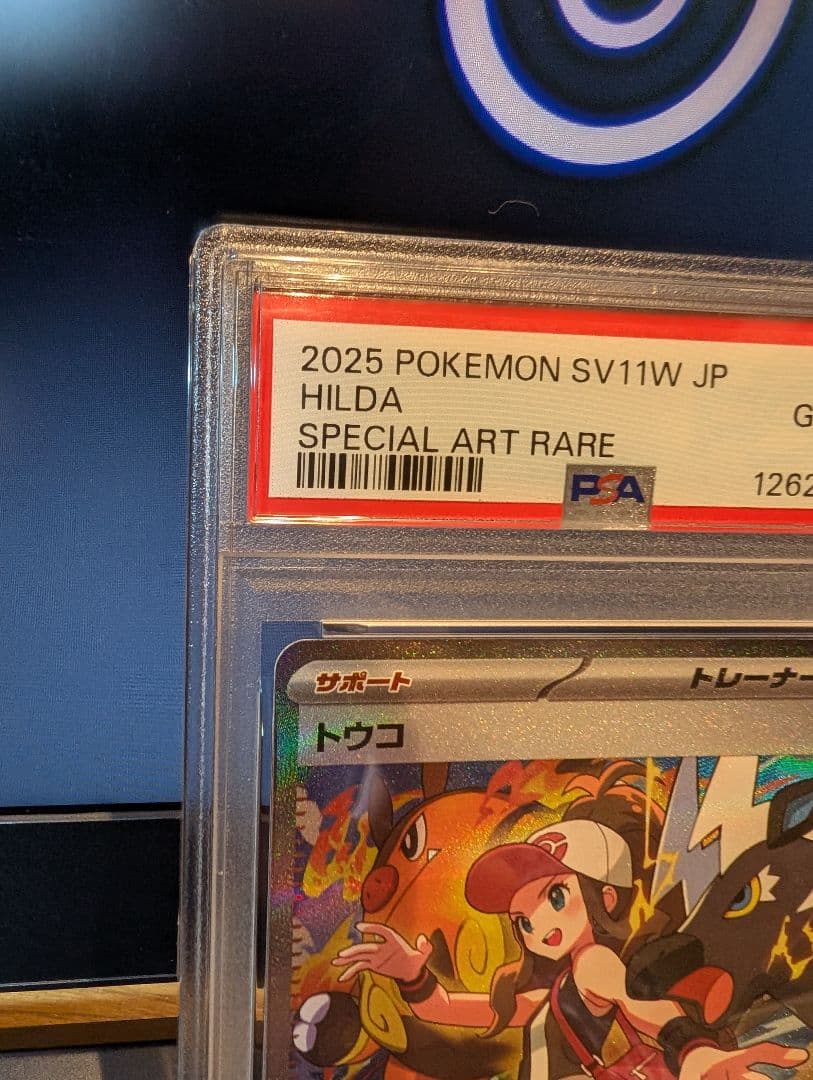 2025 POKEMON SV11W JP
HILDA
G
SPECIAL ART RARE
PSA
1262
サポート
トレーナー
トウコ